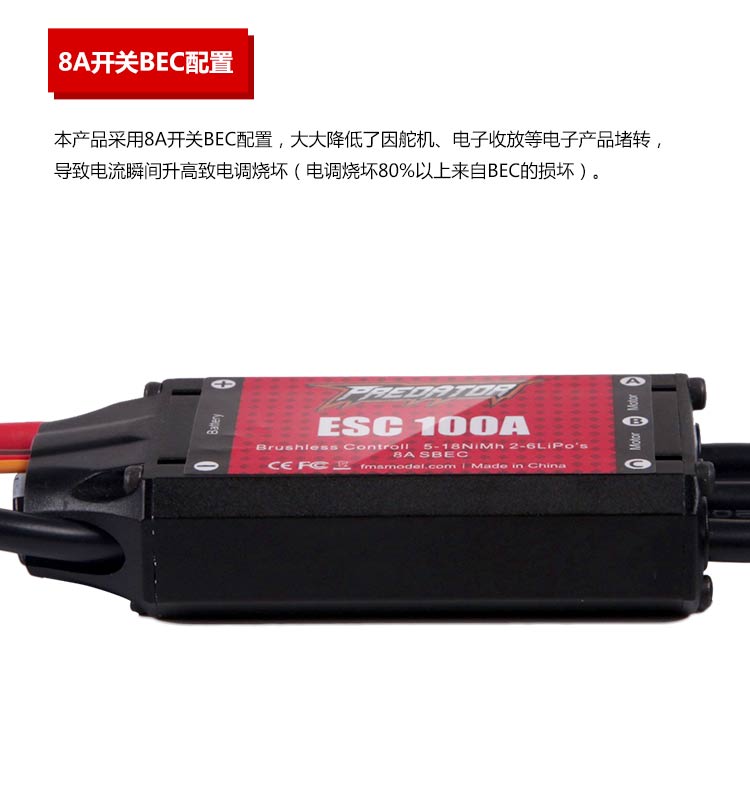 8A开关BEC配置
本产品采用8A开关BEC配置，大大降低了因舵机、电子收放等电子产品堵转，
导致电流瞬间升高致电调烧坏（电调烧坏80%以上来自BEC的损坏）。
PREDATOR
ESC 100A
Brushless Controll 5-18NiMh 2-6LiPo's
8A SBEC
CE FC fmsmodel.com | Made in China
Battery
+
−
A
Motor
B
Motor
C